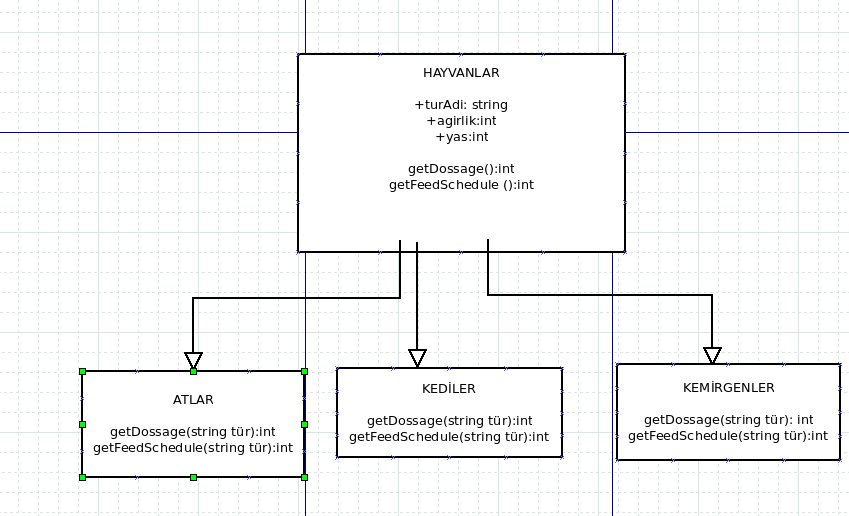 HAYVANLAR
+turAdi: string
+agirlik:int
+yas:int
getDossage():int
getFeedSchedule ():int
ATLAR
getDossage(string tür):int
getFeedSchedule(string tür):int
KEDİLER
getDossage(string tür):int
getFeedSchedule(string tür):int
KEMİRGENLER
getDossage(string tür): int
getFeedSchedule(string tür):int